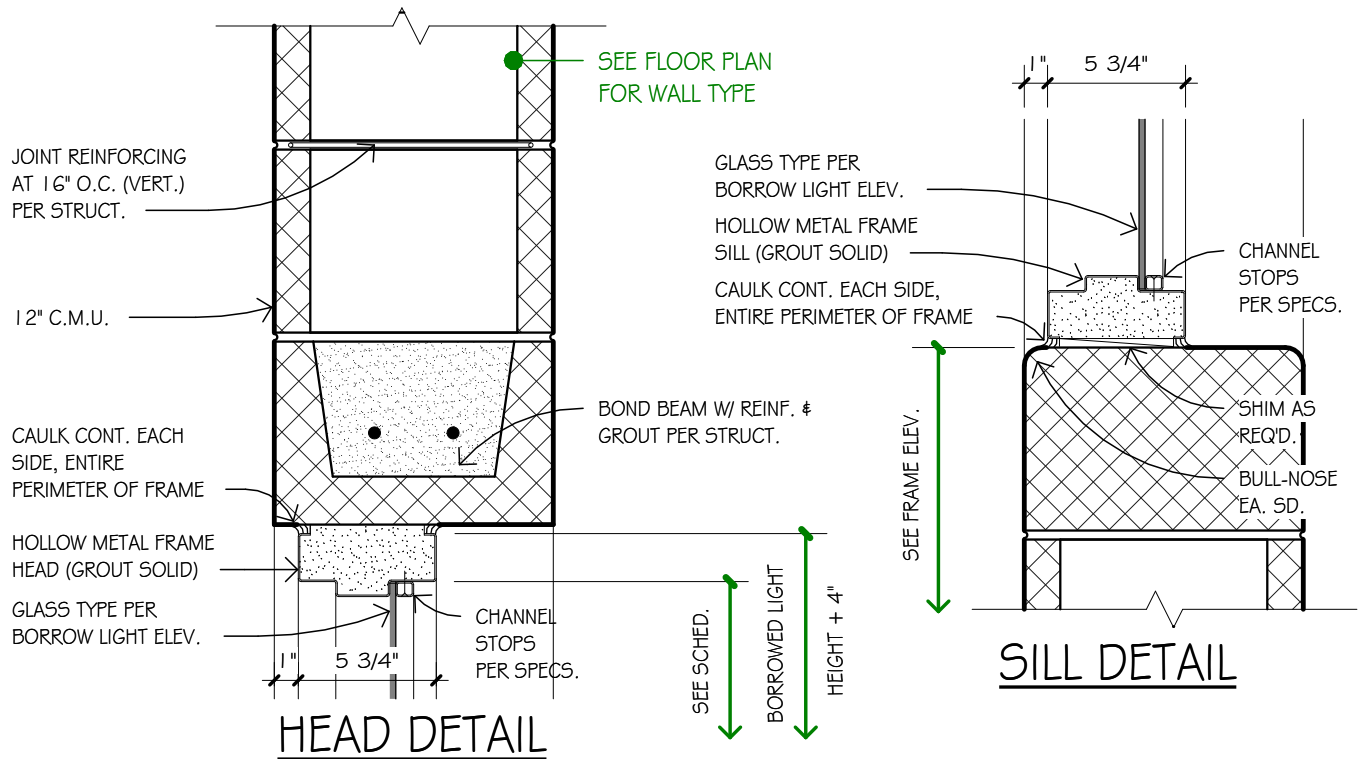 SEE FLOOR PLAN
FOR WALL TYPE
JOINT REINFORCING
AT 16" O.C. (VERT.)
PER STRUCT.
12" C.M.U.
CAULK CONT. EACH
SIDE, ENTIRE
PERIMETER OF FRAME
HOLLOW METAL FRAME
HEAD (GROUT SOLID)
GLASS TYPE PER
BORROW LIGHT ELEV.
BOND BEAM W/ REINF. &
GROUT PER STRUCT.
CHANNEL
STOPS
PER SPECS.
1"
5 3/4"
SEE SCHED.
BORROWED LIGHT
HEIGHT + 4"
HEAD DETAIL
1"
5 3/4"
GLASS TYPE PER
BORROW LIGHT ELEV.
HOLLOW METAL FRAME
SILL (GROUT SOLID)
CAULK CONT. EACH SIDE,
ENTIRE PERIMETER OF FRAME
CHANNEL
STOPS
PER SPECS.
SHIM AS
REQ'D.
BULL-NOSE
EA. SD.
SEE FRAME ELEV.
SILL DETAIL